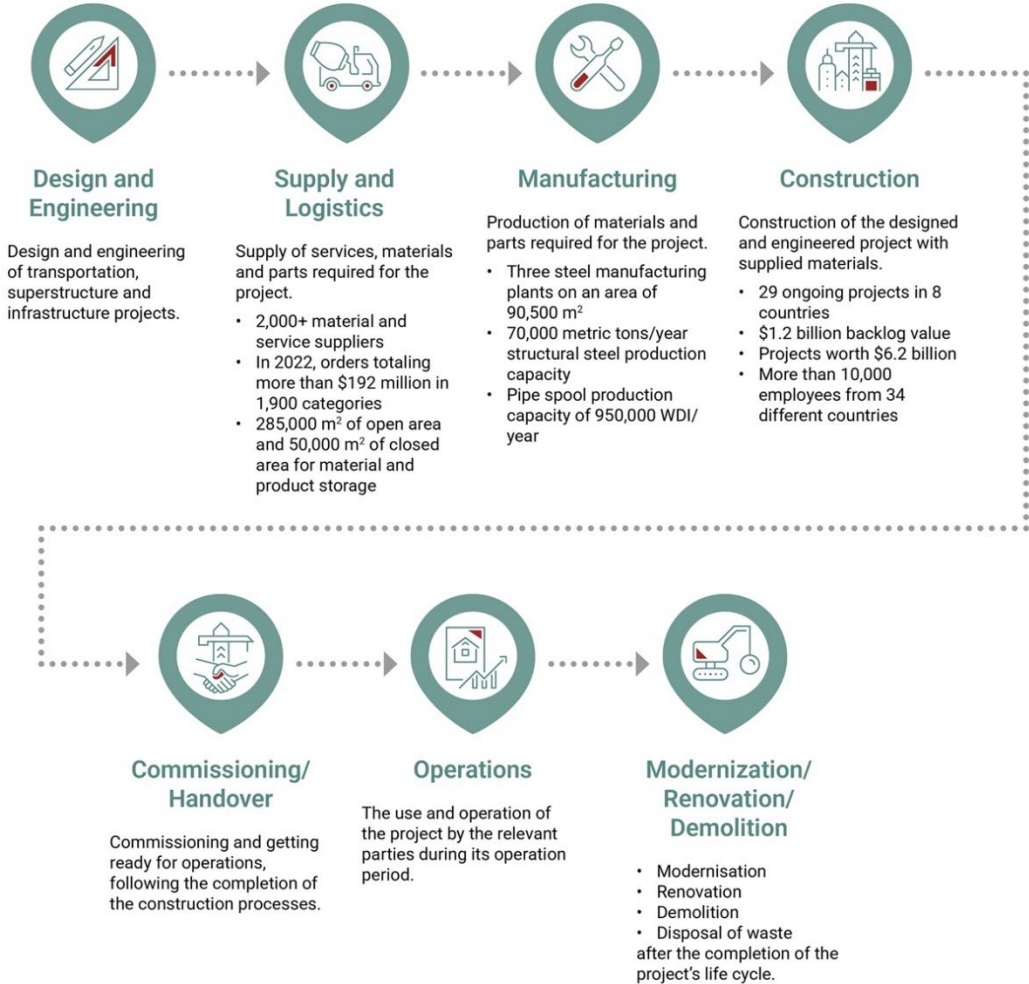 Design and
Engineering
Design and engineering
of transportation,
superstructure and
infrastructure projects.
Supply and
Logistics
Supply of services, materials
and parts required for the
project.
• 2,000+ material and
service suppliers
• In 2022, orders totaling
more than $192 million in
1,900 categories
• 285,000 m² of open area
and 50,000 m² of closed
area for material and
product storage
Manufacturing
Production of materials and
parts required for the project.
• Three steel manufacturing
plants on an area of
90,500 m²
• 70,000 metric tons/year
structural steel production
capacity
• Pipe spool production
capacity of 950,000 WDI/
year
Construction
Construction of the designed
and engineered project with
supplied materials.
• 29 ongoing projects in 8
countries
• $1.2 billion backlog value
• Projects worth $6.2 billion
• More than 10,000
employees from 34
different countries
Commissioning/
Handover
Commissioning and getting
ready for operations,
following the completion of
the construction processes.
Operations
The use and operation of
the project by the relevant
parties during its operation
period.
Modernization/
Renovation/
Demolition
• Modernisation
• Renovation
• Demolition
• Disposal of waste
after the completion of the
project's life cycle.